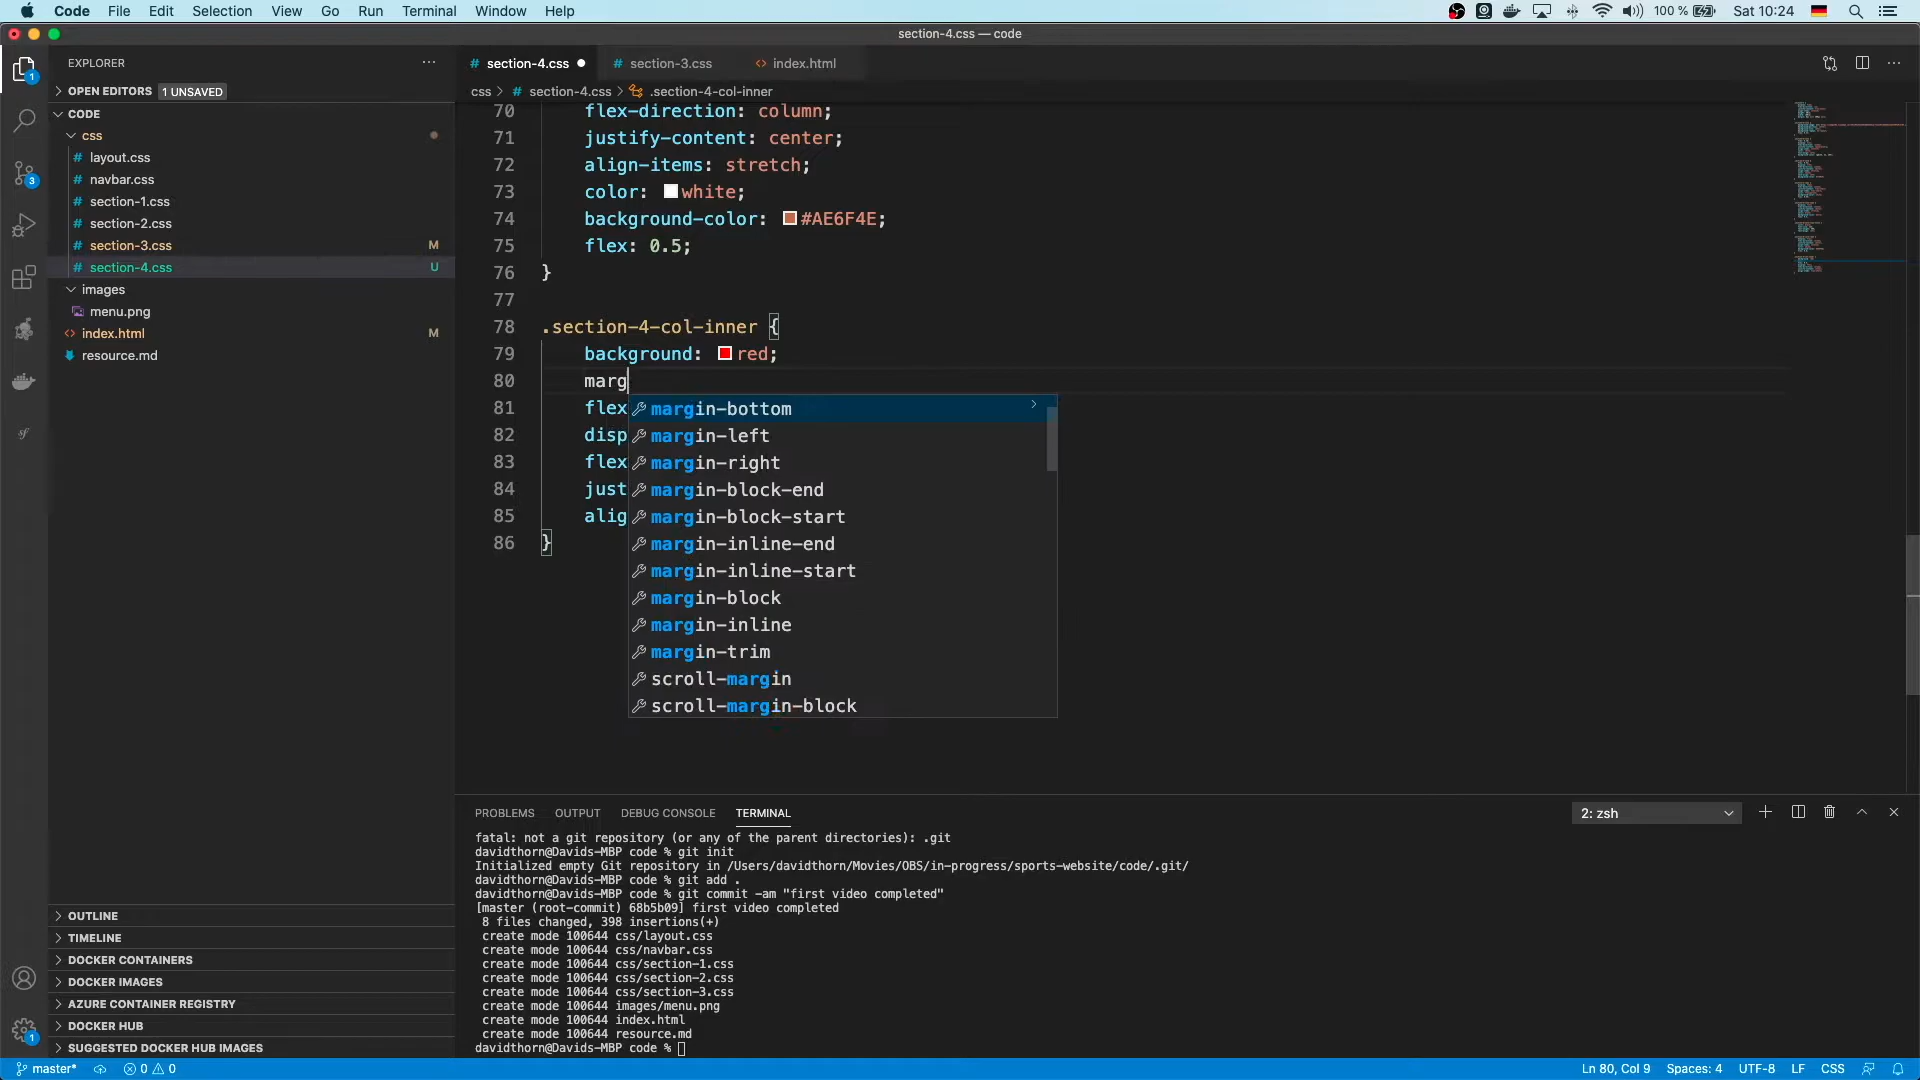 Code File Edit Selection View Go Run Terminal Window Help 100 % Sat 10:24
section-4.css — code
EXPLORER
OPEN EDITORS 1 UNSAVED
CODE
css
layout.css
navbar.css
section-1.css
section-2.css
section-3.css M
section-4.css U
images
menu.png
index.html M
resource.md
OUTLINE
TIMELINE
DOCKER CONTAINERS
DOCKER IMAGES
AZURE CONTAINER REGISTRY
DOCKER HUB
SUGGESTED DOCKER HUB IMAGES
1
3
1
# section-4.css # section-3.css <> index.html
css > # section-4.css > .section-4-col-inner
70 flex-direction: column;
71 justify-content: center;
72 align-items: stretch;
73 color: white;
74 background-color: #AE6F4E;
75 flex: 0.5;
76 }
77
78 .section-4-col-inner {
79 background: red;
80 marg
81 flex
82 disp
83 flex
84 just
85 alig
86 }
margin-bottom
margin-left
margin-right
margin-block-end
margin-block-start
margin-inline-end
margin-inline-start
margin-block
margin-inline
margin-trim
scroll-margin
scroll-margin-block
PROBLEMS OUTPUT DEBUG CONSOLE TERMINAL 2: zsh
fatal: not a git repository (or any of the parent directories): .git
davidthorn@Davids-MBP code % git init
Initialized empty Git repository in /Users/davidthorn/Movies/OBS/in-progress/sports-website/code/.git/
davidthorn@Davids-MBP code % git add .
davidthorn@Davids-MBP code % git commit -am "first video completed"
[master (root-commit) 68b5b09] first video completed
8 files changed, 398 insertions(+)
create mode 100644 css/layout.css
create mode 100644 css/navbar.css
create mode 100644 css/section-1.css
create mode 100644 css/section-2.css
create mode 100644 css/section-3.css
create mode 100644 images/menu.png
create mode 100644 index.html
create mode 100644 resource.md
davidthorn@Davids-MBP code %
master* 0 0 Ln 80, Col 9 Spaces: 4 UTF-8 LF CSS